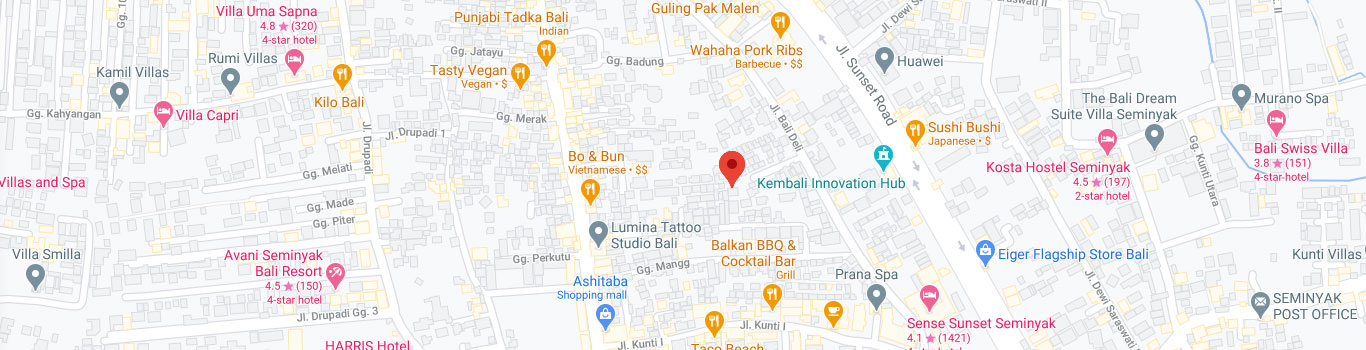 Villa Uma Sapna
4.8 ★ (320)
4-star hotel
Rumi Villas
Kamil Villas
Gg. Kahyangan
Villa Capri
Kilo Bali
Jl. Drupadi
Jl. Drupadi 1
Villas and Spa
Gg. Melati
Gg. Made
Gg. Piter
Villa Smilla
Avani Seminyak
Bali Resort
4.5 ★ (150)
4-star hotel
Jl. Drupadi Gg. 3
HARRIS Hotel
Punjabi Tadka Bali
Indian
Gg. Jatayu
Tasty Vegan
Vegan • $
Gg. Merak
Gg. Badung
Bo & Bun
Vietnamese • $$
Lumina Tattoo
Studio Bali
Gg. Perkutu
Gg. Mangg
Ashitaba
Shopping mall
Jl. Kunti I
Guling Pak Malen
Wahaha Pork Ribs
Barbecue • $$
Jl. Bali Deli
Kembali Innovation Hub
Balkan BBQ &
Cocktail Bar
Grill
Jl. Kunti I
Taco Beach
Prana Spa
Jl. Sunset Road
Huawei
Sushi Bushi
Japanese • $
The Bali Dream
Suite Villa Seminyak
Kosta Hostel Seminyak
4.5 ★ (197)
2-star hotel
Eiger Flagship Store Bali
Sense Sunset Seminyak
4.1 ★ (1421)
Jl. Dewi Saraswati
Murano Spa
Bali Swiss Villa
3.8 ★ (151)
4-star hotel
Gg. Kunti Utara
Kunti Villas
SEMINYAK
POST OFFICE